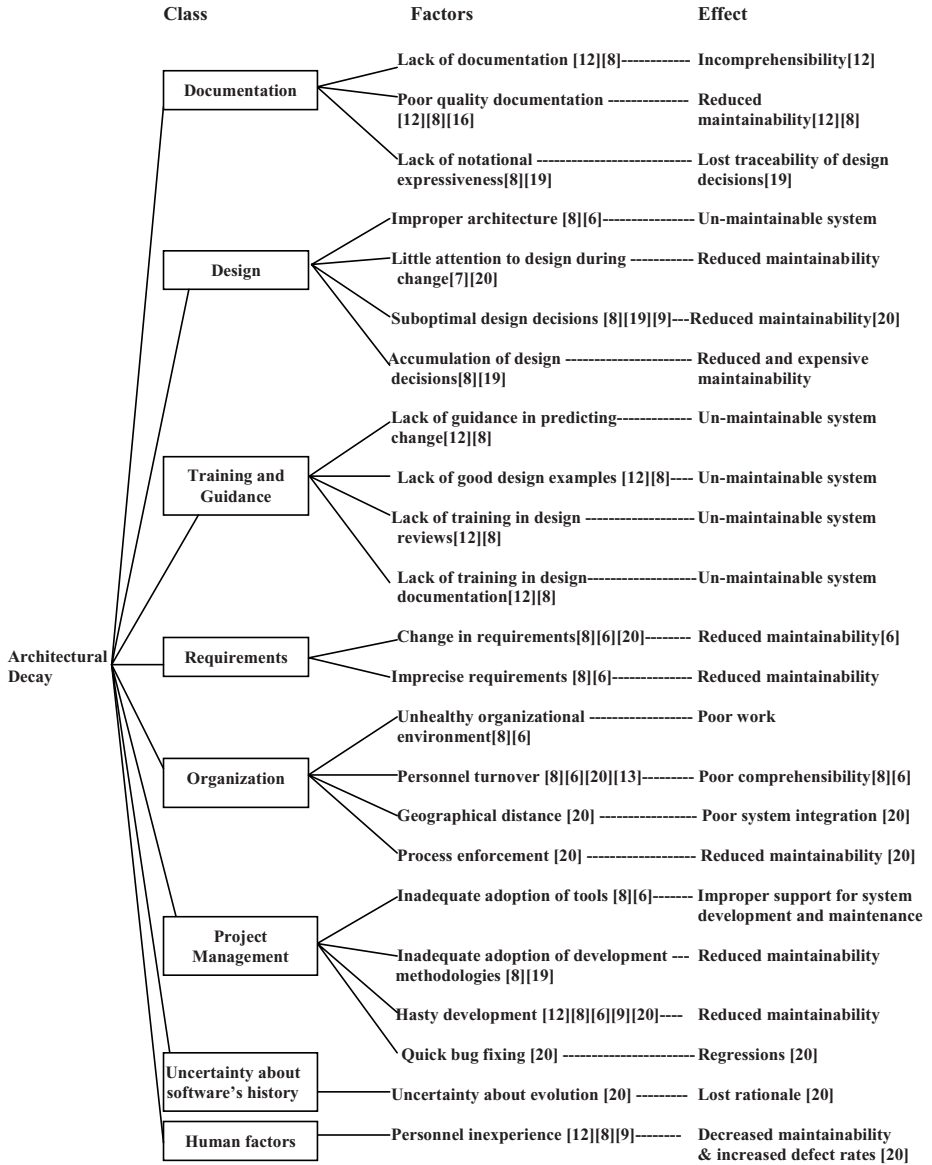 Class Factors Effect
Lack of documentation [12][8]------------ Incomprehensibility[12]
Documentation
Poor quality documentation -------------- Reduced
[12][8][16] maintainability[12][8]
Lack of notational --------------------------- Lost traceability of design
expressiveness[8][19] decisions[19]
Improper architecture [8][6]---------------- Un-maintainable system
Design
Little attention to design during ----------- Reduced maintainability
change[7][20]
Suboptimal design decisions [8][19][9]---Reduced maintainability[20]
Accumulation of design ---------------------- Reduced and expensive
decisions[8][19] maintainability
Lack of guidance in predicting------------- Un-maintainable system
change[12][8]
Training and
Guidance
Lack of good design examples [12][8]---- Un-maintainable system
Lack of training in design -------------------Un-maintainable system
reviews[12][8]
Lack of training in design-------------------Un-maintainable system
documentation[12][8]
Architectural
Decay
Requirements
Change in requirements[8][6][20]-------- Reduced maintainability[6]
Imprecise requirements [8][6]-------------- Reduced maintainability
Unhealthy organizational ------------------ Poor work
environment[8][6]
Organization
Personnel turnover [8][6][20][13]--------- Poor comprehensibility[8][6]
Geographical distance [20] ----------------- Poor system integration [20]
Process enforcement [20] ------------------- Reduced maintainability [20]
Inadequate adoption of tools [8][6]------- Improper support for system
development and maintenance
Project
Management
Inadequate adoption of development --- Reduced maintainability
methodologies [8][19]
Hasty development [12][8][6][9][20]---- Reduced maintainability
Quick bug fixing [20] -----------------------Regressions [20]
Uncertainty about
software's history
Uncertainty about evolution [20] --------- Lost rationale [20]
Human factors
Personnel inexperience [12][8][9]-------- Decreased maintainability
& increased defect rates [20]